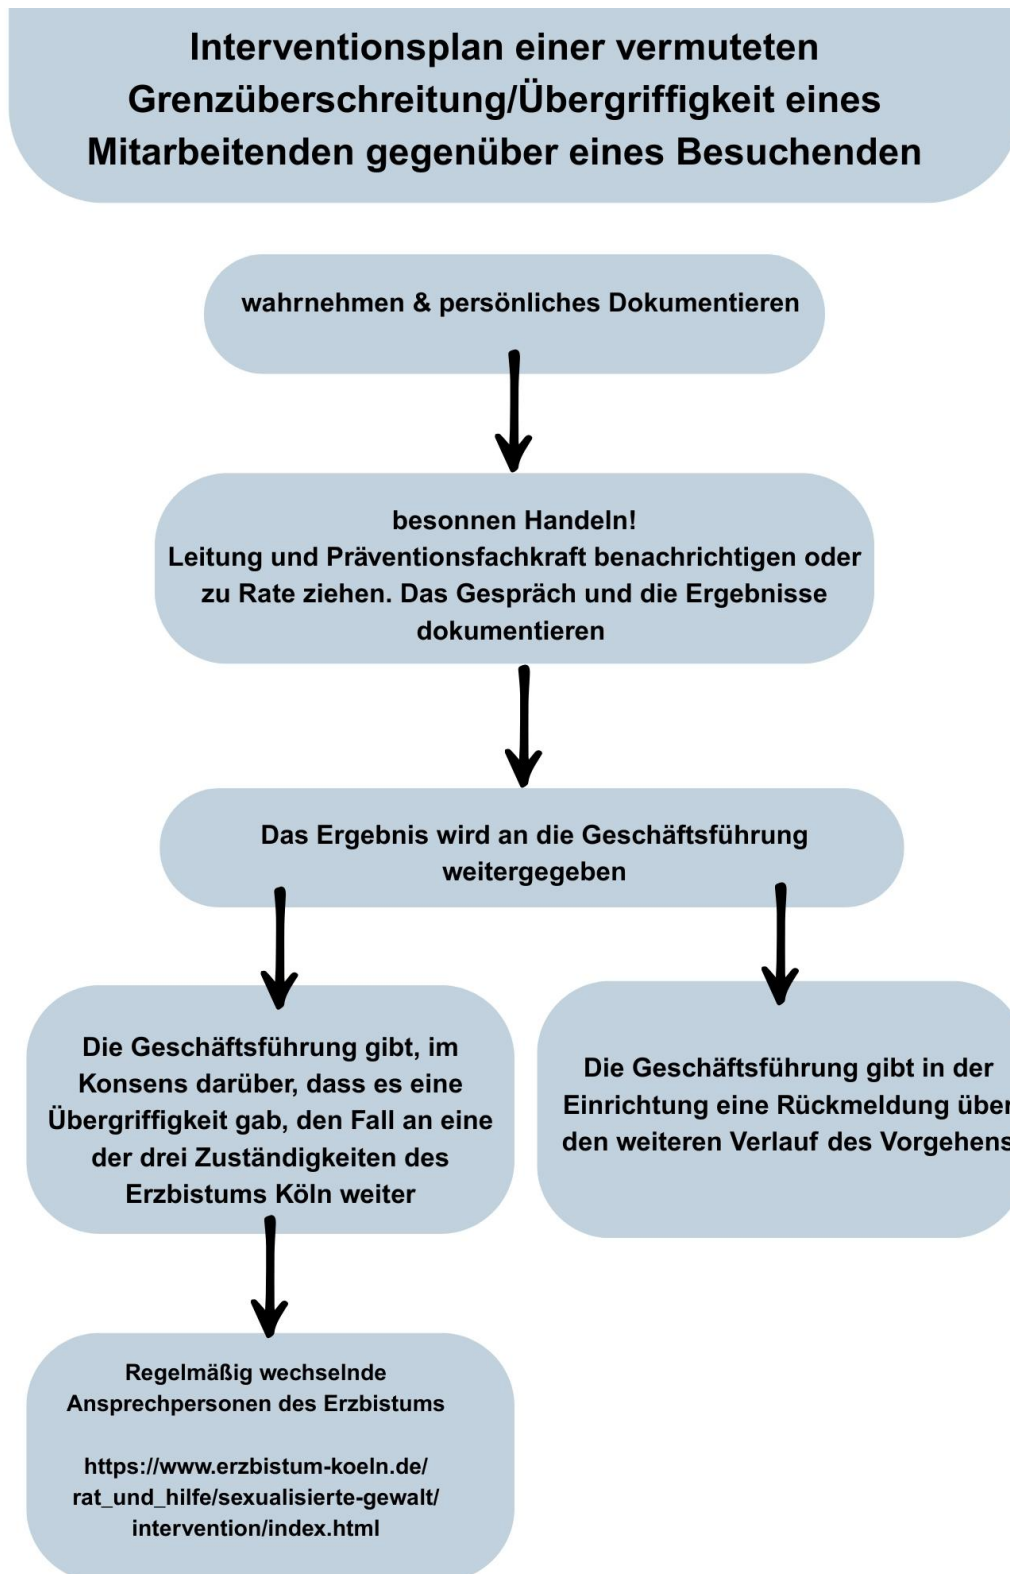 Interventionsplan einer vermuteten
Grenzüberschreitung/Übergriffigkeit eines
Mitarbeitenden gegenüber eines Besuchenden
wahrnehmen & persönliches Dokumentieren
besonnen Handeln!
Leitung und Präventionsfachkraft benachrichtigen oder
zu Rate ziehen. Das Gespräch und die Ergebnisse
dokumentieren
Das Ergebnis wird an die Geschäftsführung
weitergegeben
Die Geschäftsführung gibt, im
Konsens darüber, dass es eine
Übergriffigkeit gab, den Fall an eine
der drei Zuständigkeiten des
Erzbistums Köln weiter
Die Geschäftsführung gibt in der
Einrichtung eine Rückmeldung über
den weiteren Verlauf des Vorgehens
Regelmäßig wechselnde
Ansprechpersonen des Erzbistums
https://www.erzbistum-koeln.de/
rat_und_hilfe/sexualisierte-gewalt/
intervention/index.html